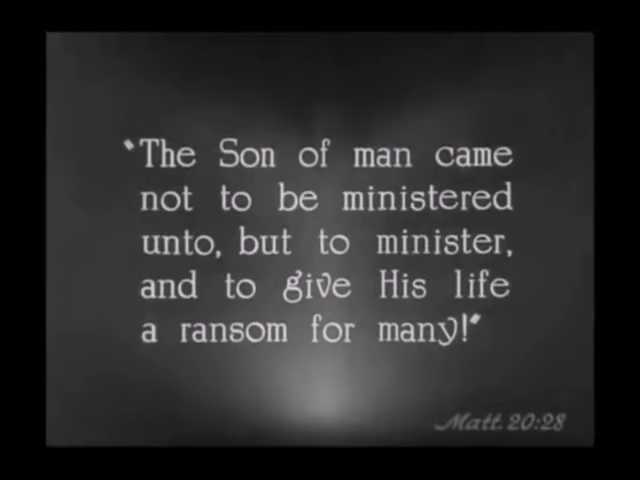 "The Son of man came
not to be ministered
unto, but to minister,
and to give His life
a ransom for many!"
Matt. 20:28